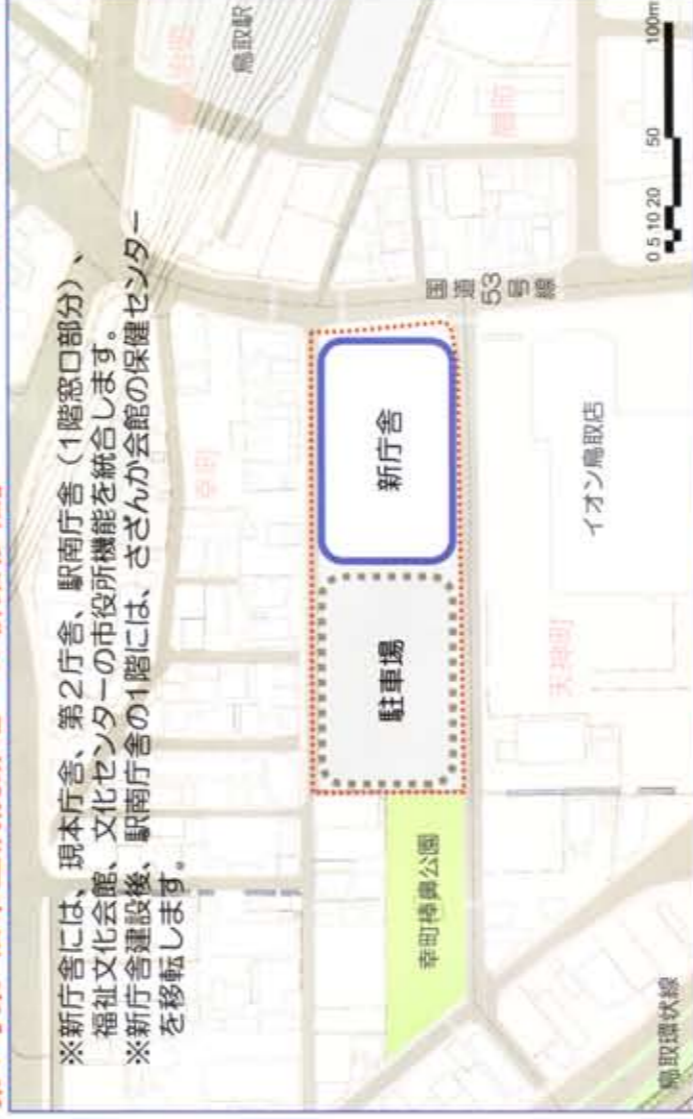 ※新庁舎には、現本庁舎、第2庁舎、駅南庁舎（1階窓口部分）、
福祉文化会館、文化センターの市役所機能を統合します。
※新庁舎建設後、駅南庁舎の1階には、さざんか会館の保健センター
を移転します。
鳥取駅
幸町
国道53号線
新庁舎
駐車場
幸町棒鼻公園
イオン鳥取店
天神町
鳥取環状線
0 5 10 20 50 100m